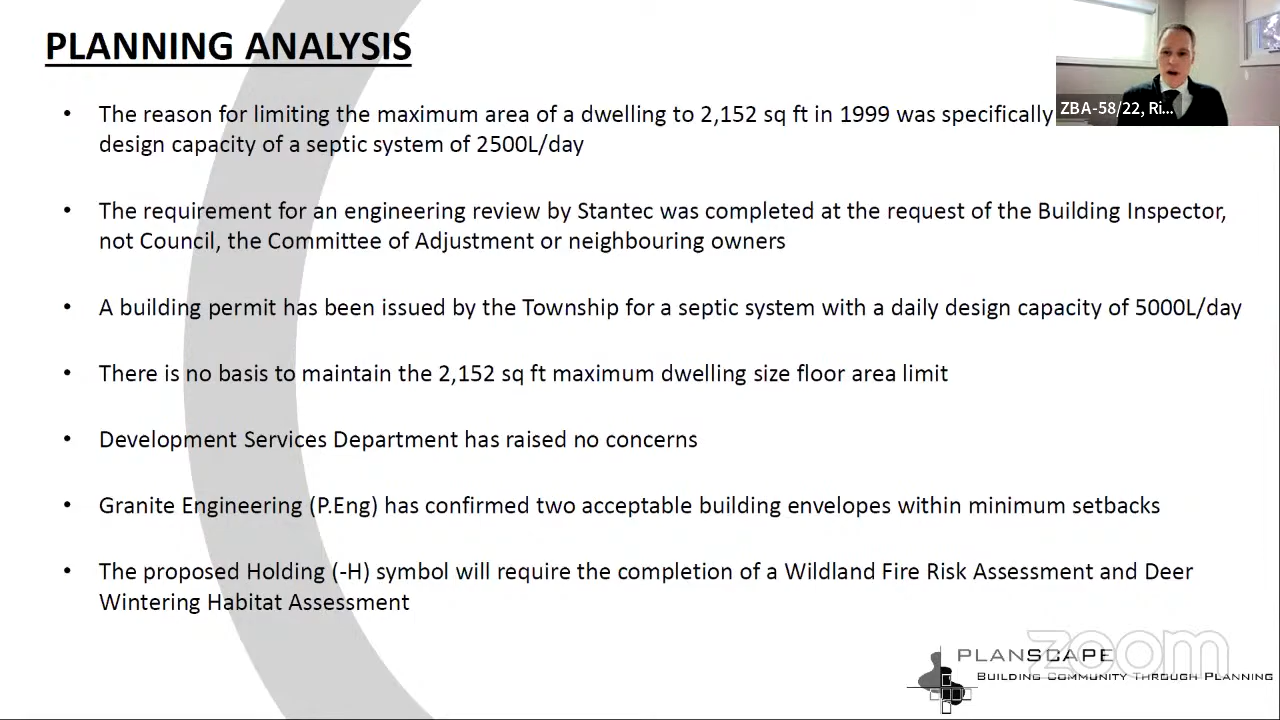 PLANNING ANALYSIS
ZBA-58/22, Ri...
• The reason for limiting the maximum area of a dwelling to 2,152 sq ft in 1999 was specifically
design capacity of a septic system of 2500L/day
• The requirement for an engineering review by Stantec was completed at the request of the Building Inspector,
not Council, the Committee of Adjustment or neighbouring owners
• A building permit has been issued by the Township for a septic system with a daily design capacity of 5000L/day
• There is no basis to maintain the 2,152 sq ft maximum dwelling size floor area limit
• Development Services Department has raised no concerns
• Granite Engineering (P.Eng) has confirmed two acceptable building envelopes within minimum setbacks
• The proposed Holding (-H) symbol will require the completion of a Wildland Fire Risk Assessment and Deer
Wintering Habitat Assessment
zoom
PLANSCAPE
BUILDING COMMUNITY THROUGH PLANNING